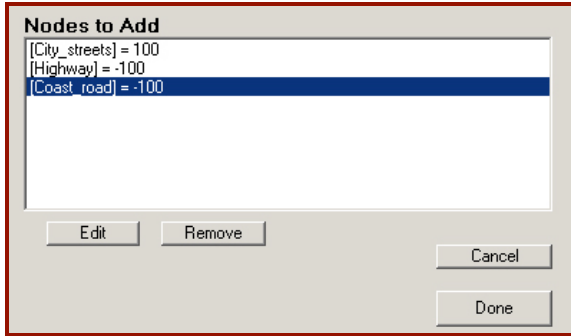 Nodes to Add
[City_streets] = 100
[Highway] = -100
[Coast_road] = -100
Edit Remove
Cancel
Done